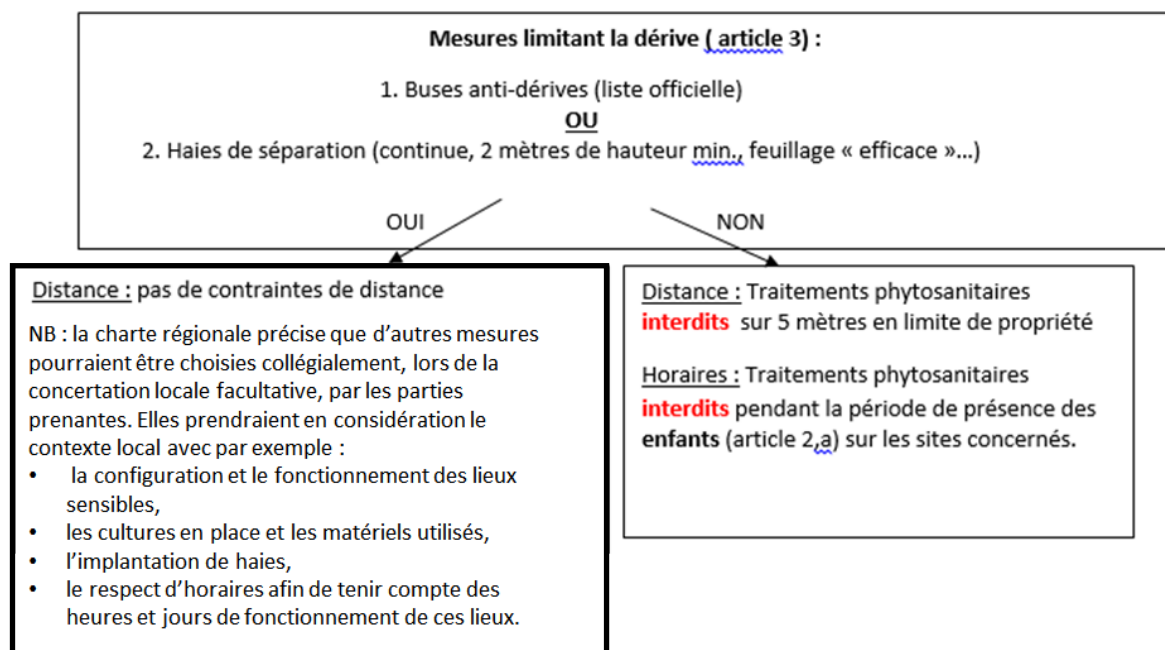 Mesures limitant la dérive ( article 3) :
1. Buses anti-dérives (liste officielle)
OU
2. Haies de séparation (continue, 2 mètres de hauteur min., feuillage « efficace »...)
OUI
NON
Distance : pas de contraintes de distance
NB : la charte régionale précise que d'autres mesures
pourraient être choisies collégialement, lors de la
concertation locale facultative, par les parties
prenantes. Elles prendraient en considération le
contexte local avec par exemple :
• la configuration et le fonctionnement des lieux
sensibles,
• les cultures en place et les matériels utilisés,
• l'implantation de haies,
• le respect d'horaires afin de tenir compte des
heures et jours de fonctionnement de ces lieux.
Distance : Traitements phytosanitaires
interdits sur 5 mètres en limite de propriété
Horaires : Traitements phytosanitaires
interdits pendant la période de présence des
enfants (article 2,a) sur les sites concernés.